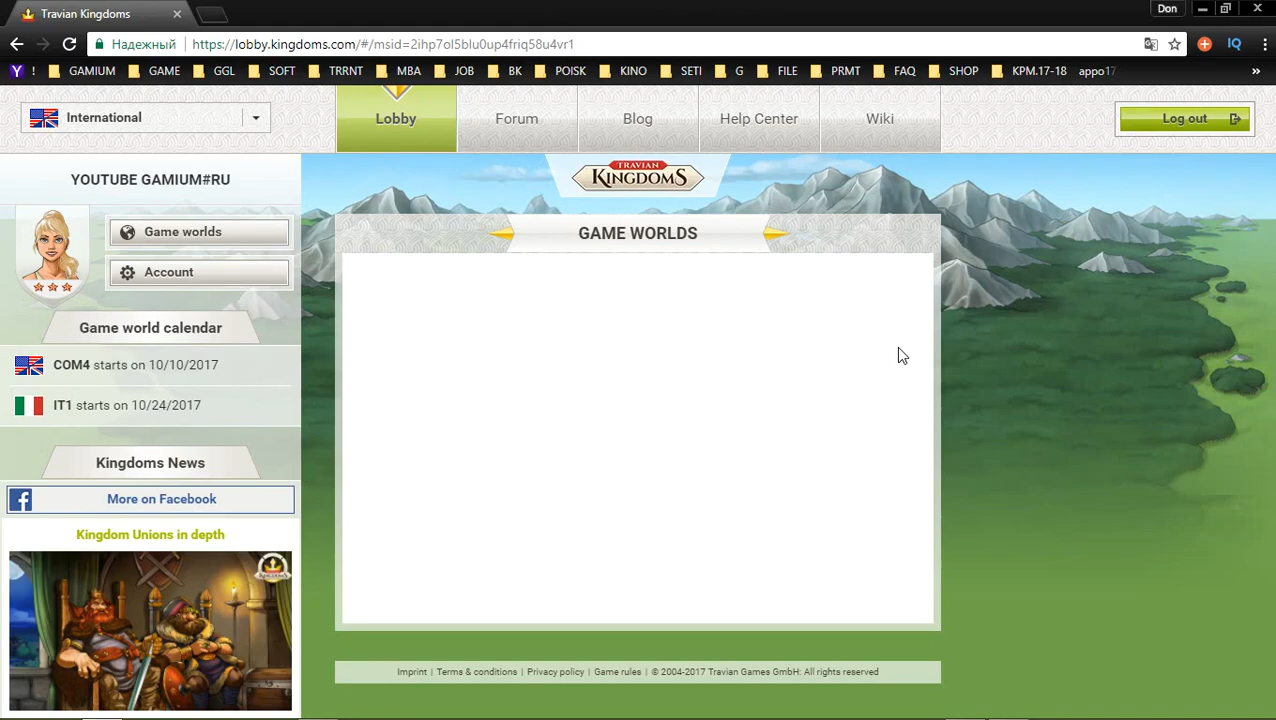 Travian Kingdoms
Don
Надежный
https://lobby.kingdoms.com/#/msid=2ihp7ol5blu0up4friq58u4vr1
IQ
Y ! GAMIUM GAME GGL SOFT TRRNT MBA JOB BK POISK KINO SETI G FILE PRMT FAQ SHOP KPM.17-18 appo17 »
International
Lobby
Forum
Blog
Help Center
Wiki
Log out
YOUTUBE GAMIUM#RU
Game worlds
Account
Game world calendar
COM4 starts on 10/10/2017
IT1 starts on 10/24/2017
Kingdoms News
More on Facebook
Kingdom Unions in depth
KINGDOMS
TRAVIAN
KINGDOMS
GAME WORLDS
Imprint | Terms & conditions | Privacy policy | Game rules | © 2004-2017 Travian Games GmbH: All rights reserved